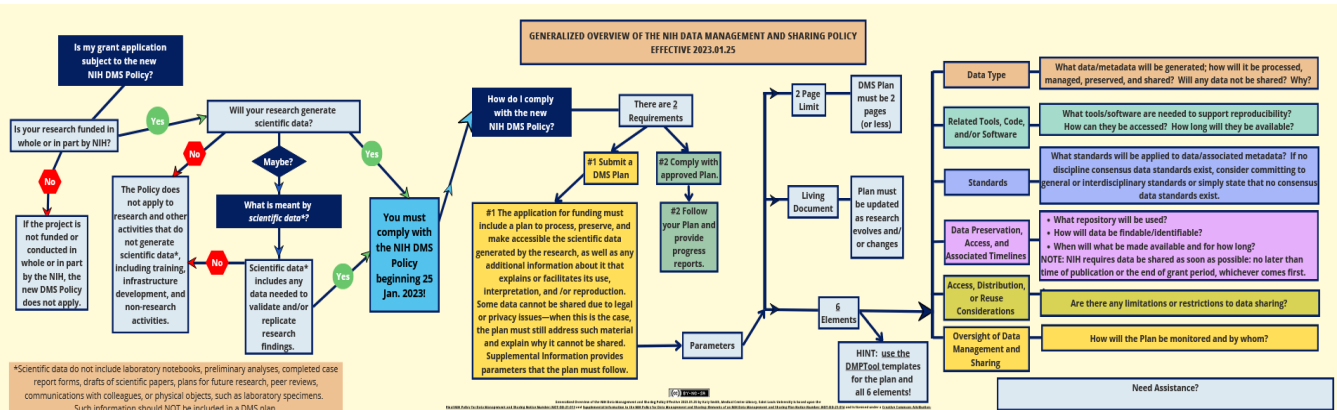 GENERALIZED OVERVIEW OF THE NIH DATA MANAGEMENT AND SHARING POLICY
EFFECTIVE 2023.01.25
Is my grant application
subject to the new
NIH DMS Policy?
Is your research funded in
whole or in part by NIH?
Yes
No
If the project is
not funded or
conducted in
whole or in part
by the NIH, the
new DMS Policy
does not apply.
Will your research generate
scientific data?
No
Maybe?
Yes
The Policy does
not apply to
research and other
activities that do
not generate
scientific data*,
including training,
infrastructure
development, and
non-research
activities.
What is meant by
scientific data*?
No
Scientific data*
includes any
data needed to
validate and/or
replicate
research
findings.
Yes
You must
comply with
the NIH DMS
Policy
beginning 25
Jan. 2023!
*Scientific data do not include laboratory notebooks, preliminary analyses, completed case
report forms, drafts of scientific papers, plans for future research, peer reviews,
communications with colleagues, or physical objects, such as laboratory specimens.
Such information should NOT be included in a DMS plan.
How do I comply
with the new
NIH DMS Policy?
There are 2
Requirements
#1 Submit a
DMS Plan
#2 Comply with
approved Plan.
#1 The application for funding must
include a plan to process, preserve, and
make accessible the scientific data
generated by the research, as well as any
additional information about it that
explains or facilitates its use,
interpretation, and/or reproduction.
Some data cannot be shared due to legal
or privacy issues—when this is the case,
the plan must still address such material
and explain why it cannot be shared.
Supplemental Information provides
parameters that the plan must follow.
#2 Follow
your Plan and
provide
progress
reports.
Parameters
2 Page
Limit
DMS Plan
must be 2
pages
(or less)
Living
Document
Plan must
be updated
as research
evolves and/
or changes
6
Elements
HINT: use the
DMPTool
templates
for the plan and
all 6 elements!
Data Type
What data/metadata will be generated; how will it be processed,
managed, preserved, and shared? Will any data not be shared? Why?
Related Tools, Code,
and/or Software
What tools/software are needed to support reproducibility?
How can they be accessed? How long will they be available?
Standards
What standards will be applied to data/associated metadata? If no
discipline consensus data standards exist, consider committing to
general or interdisciplinary standards or simply state that no consensus
data standards exist.
Data Preservation,
Access, and
Associated Timelines
• What repository will be used?
• How will data be findable/identifiable?
• When will what be made available and for how long?
NOTE: NIH requires data be shared as soon as possible: no later than
time of publication or the end of grant period, whichever comes first.
Access, Distribution,
or Reuse
Considerations
Are there any limitations or restrictions to data sharing?
Oversight of Data
Management and
Sharing
How will the Plan be monitored and by whom?
Need Assistance?